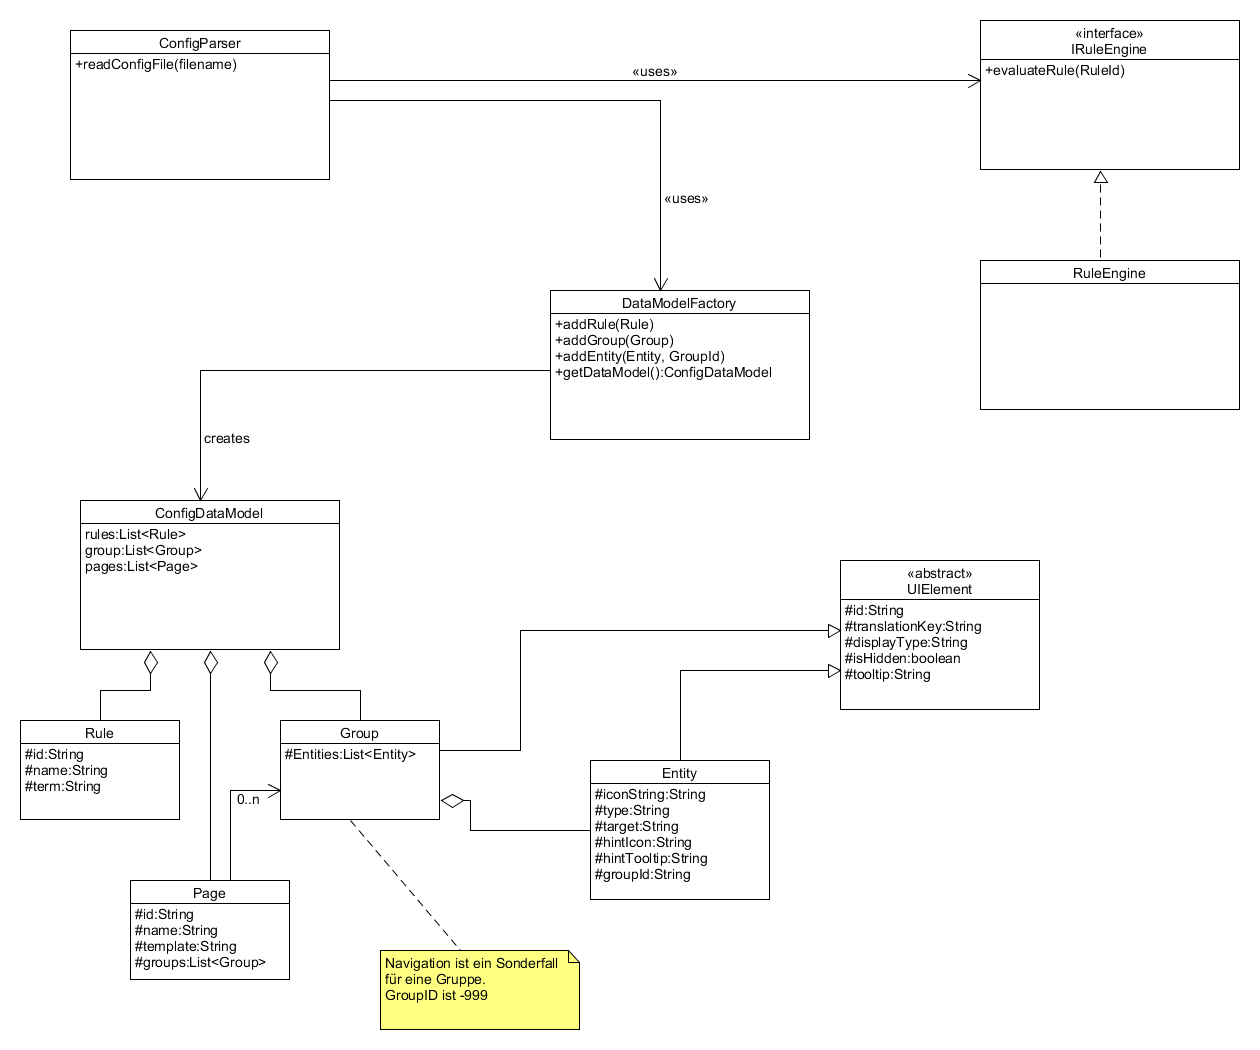 ConfigParser
+readConfigFile(filename)
«uses»
«interface»
IRuleEngine
+evaluateRule(RuleId)
«uses»
RuleEngine
DataModelFactory
+addRule(Rule)
+addGroup(Group)
+addEntity(Entity, GroupId)
+getDataModel():ConfigDataModel
creates
ConfigDataModel
rules:List<Rule>
group:List<Group>
pages:List<Page>
«abstract»
UIElement
#id:String
#translationKey:String
#displayType:String
#isHidden:boolean
#tooltip:String
Rule
#id:String
#name:String
#term:String
Group
#Entities:List<Entity>
0..n
Entity
#iconString:String
#type:String
#target:String
#hintIcon:String
#hintTooltip:String
#groupId:String
Page
#id:String
#name:String
#template:String
#groups:List<Group>
Navigation ist ein Sonderfall
für eine Gruppe.
GroupID ist -999